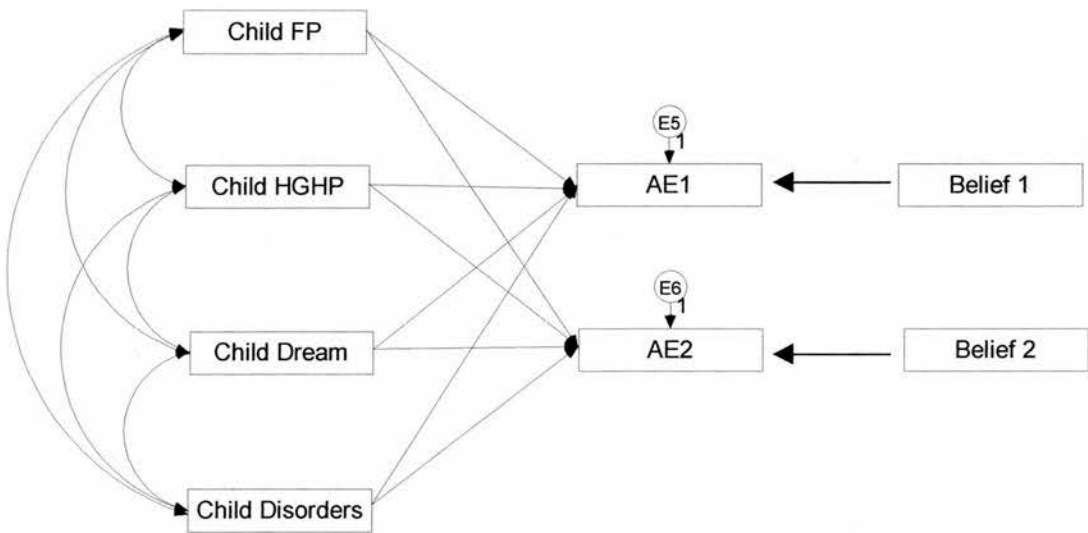 Child FP
E5
1
Child HGHP
AE1
Belief 1
E6
1
Child Dream
AE2
Belief 2
Child Disorders